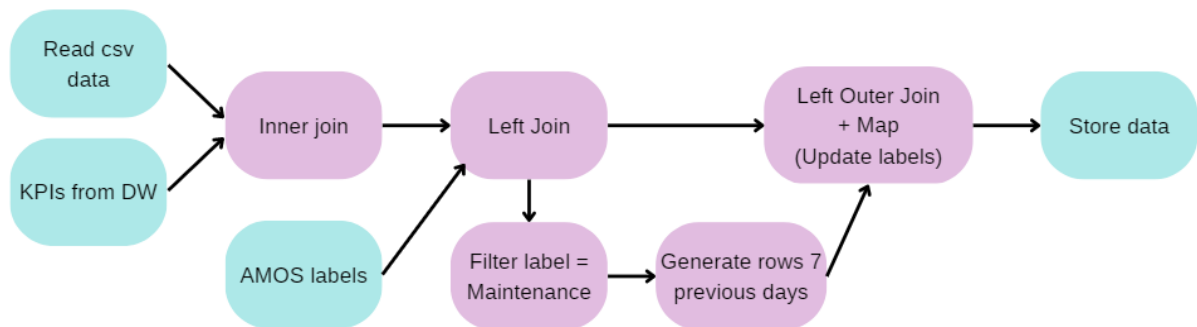 Read csv
data
KPIs from DW
Inner join
AMOS labels
Left Join
Filter label =
Maintenance
Generate rows 7
previous days
Left Outer Join
+ Map
(Update labels)
Store data